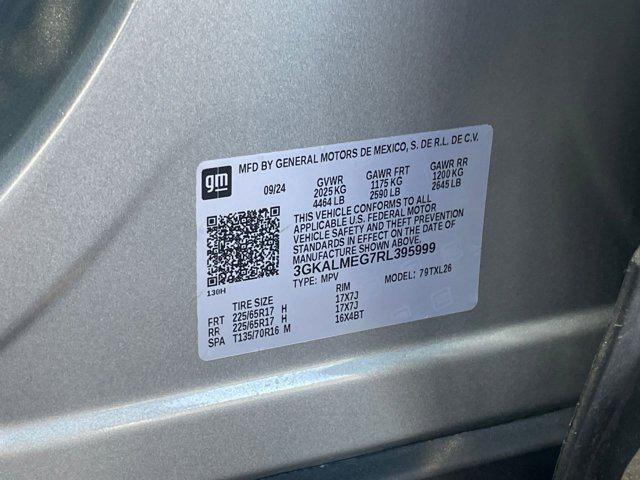 MFD BY GENERAL MOTORS DE MEXICO, S. DE R.L. DE C.V.
gm
09/24 GVWR GAWR FRT GAWR RR
2025 KG 1175 KG 1200 KG
4464 LB 2590 LB 2645 LB
THIS VEHICLE CONFORMS TO ALL
APPLICABLE U.S. FEDERAL MOTOR
VEHICLE SAFETY AND THEFT PREVENTION
STANDARDS IN EFFECT ON THE DATE OF
MANUFACTURE SHOWN ABOVE.
3GKALMEG7RL395999
TYPE: MPV MODEL: 79TXL26
130H
TIRE SIZE RIM
FRT 225/65R17 H 17X7J
RR 225/65R17 H 17X7J
SPA T135/70R16 M 16X4BT